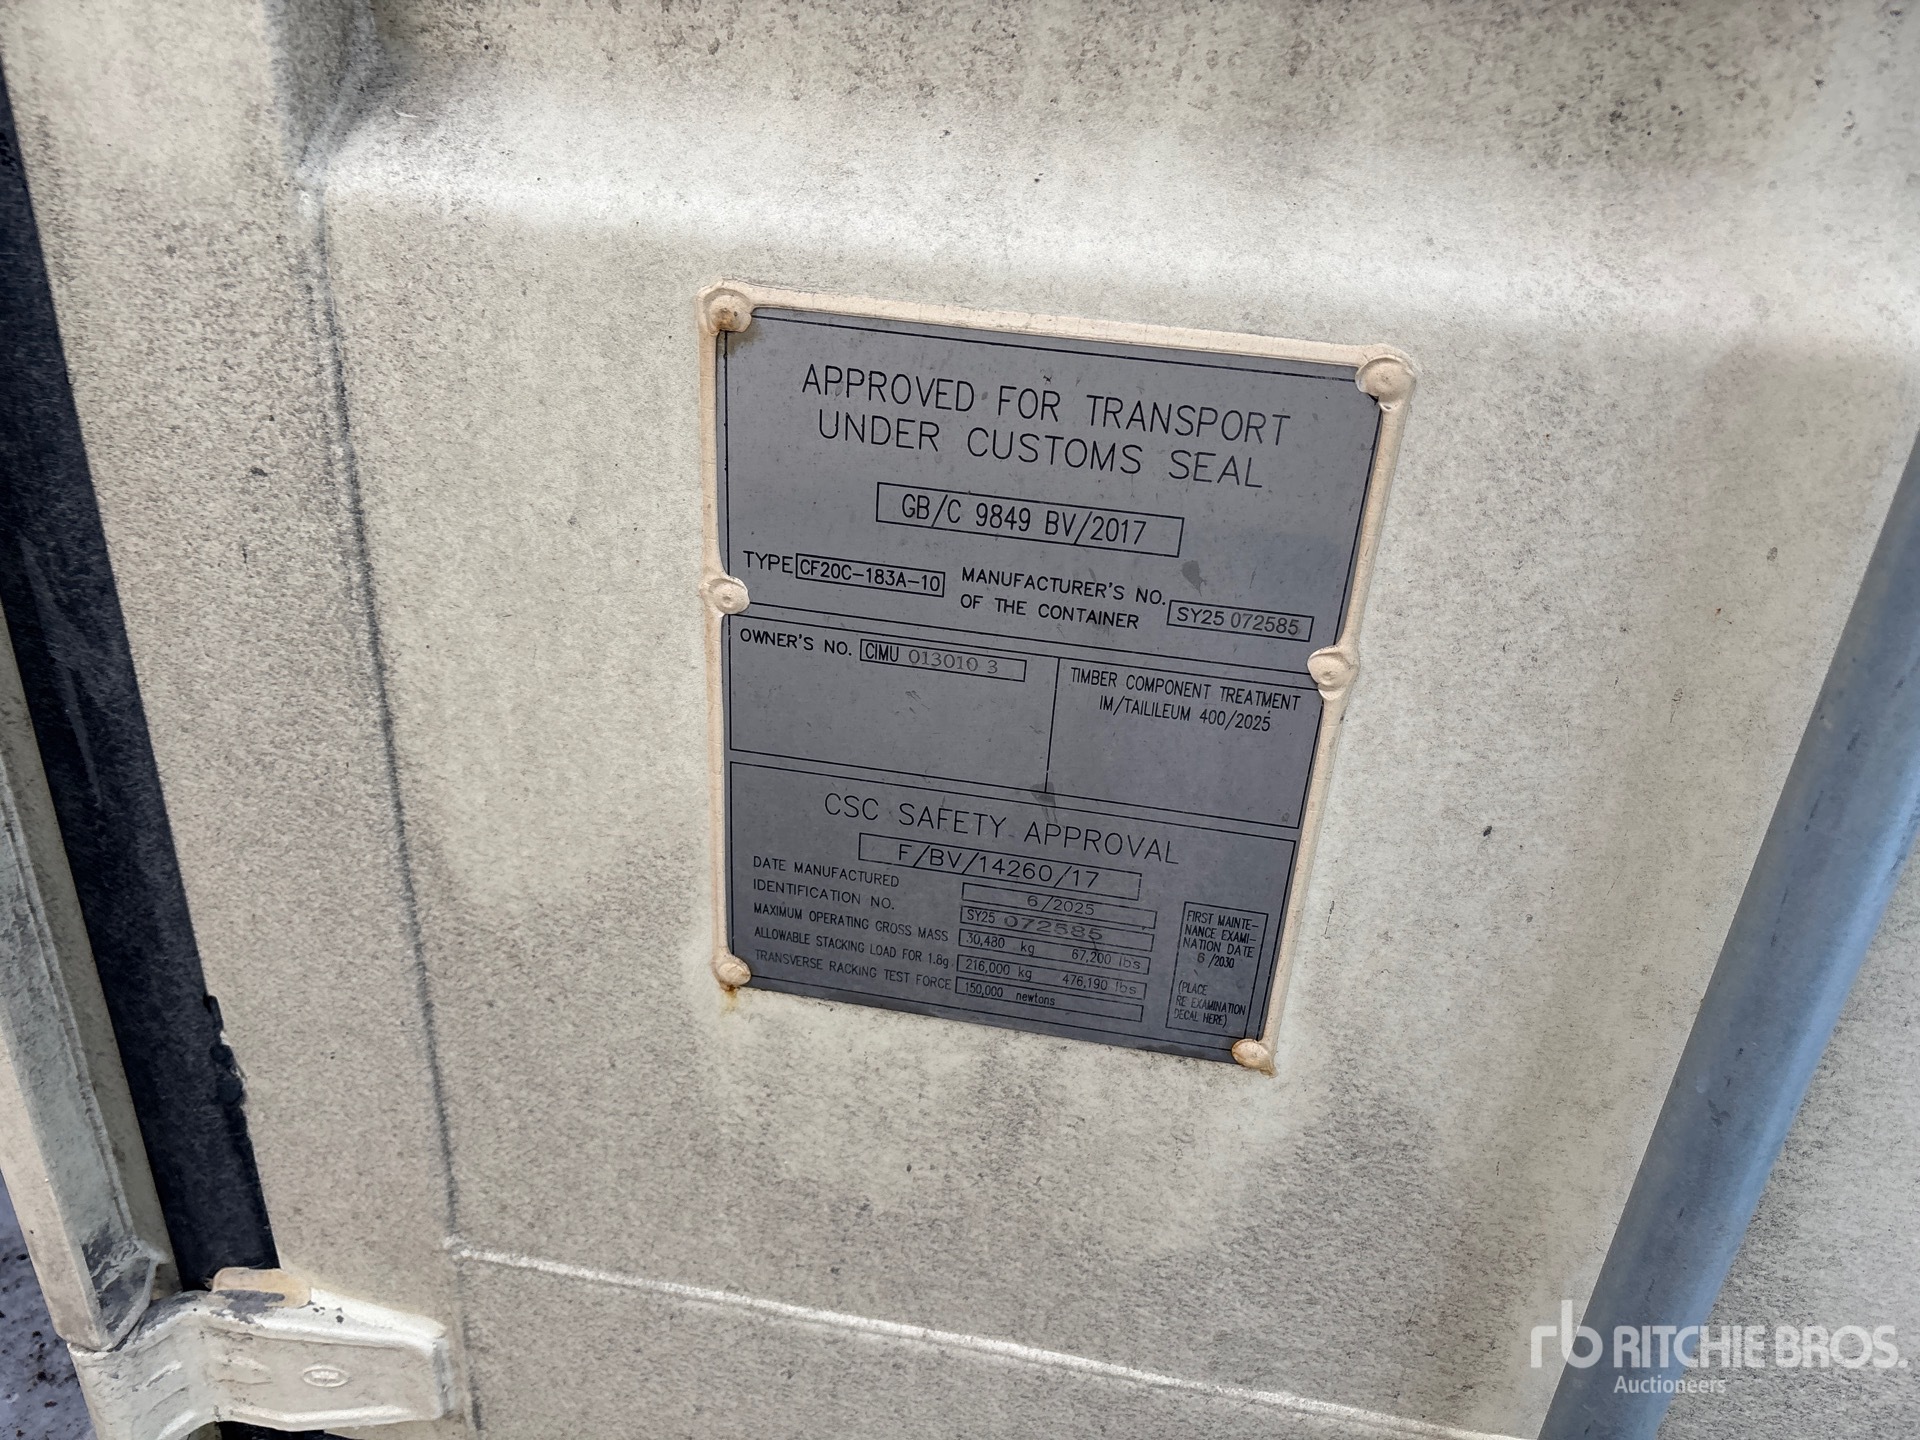 APPROVED FOR TRANSPORT
UNDER CUSTOMS SEAL
GB/C 9849 BV/2017
TYPE CF20C-183A-10
MANUFACTURER'S NO.
OF THE CONTAINER SY25 072585
OWNER'S NO. CIMU 013010 3
TIMBER COMPONENT TREATMENT
IM/TAILILEUM 400/2025
CSC SAFETY APPROVAL
F/BV/14260/17
DATE MANUFACTURED 6/2025
IDENTIFICATION NO. SY25 072585
MAXIMUM OPERATING GROSS MASS 30,480 kg 67,200 lbs
ALLOWABLE STACKING LOAD FOR 1.8g 216,000 kg 476,190 lbs
TRANSVERSE RACKING TEST FORCE 150,000 newtons
FIRST MAINTE-
NANCE EXAMI-
NATION DATE
6 /2030
(PLACE
RE EXAMINATION
DECAL HERE)
rb RITCHIE BROS.
Auctioneers